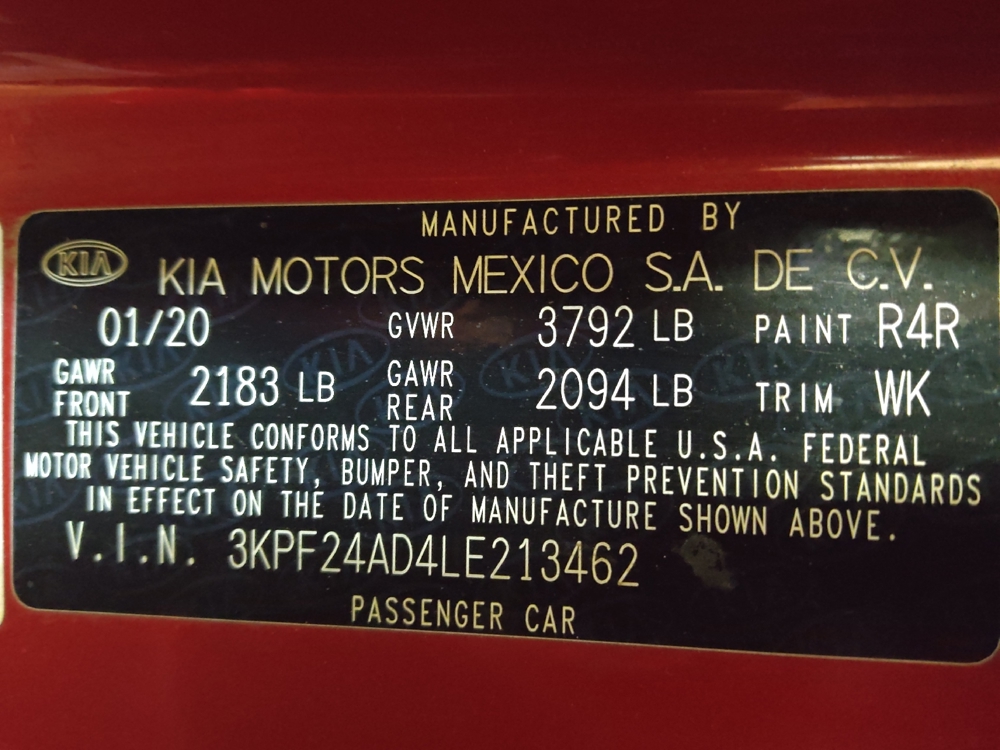 MANUFACTURED BY
KIA KIA MOTORS MEXICO S.A. DE C.V.
01/20 GVWR 3792 LB PAINT R4R
GAWR FRONT 2183 LB GAWR REAR 2094 LB TRIM WK
THIS VEHICLE CONFORMS TO ALL APPLICABLE U.S.A. FEDERAL
MOTOR VEHICLE SAFETY, BUMPER, AND THEFT PREVENTION STANDARDS
IN EFFECT ON THE DATE OF MANUFACTURE SHOWN ABOVE.
V.I.N. 3KPF24AD4LE213462
PASSENGER CAR